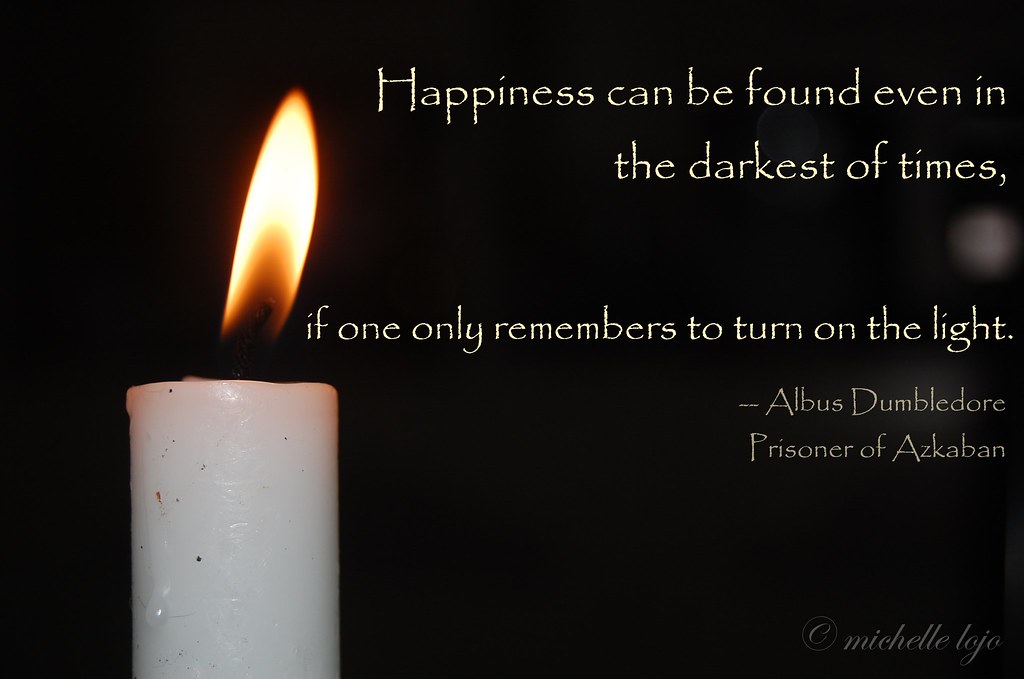 Happiness can be found even in
the darkest of times,
if one only remembers to turn on the light.
-- Albus Dumbledore
Prisoner of Azkaban
© michelle lojo